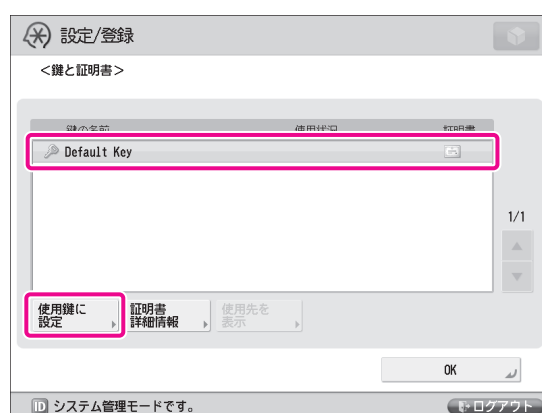 設定/登録
<鍵と証明書>
鍵の名前 使用状況 証明書
Default Key
1/1
使用鍵に
設定
証明書
詳細情報
使用先を
表示
OK
ID システム管理モードです。 ログアウト